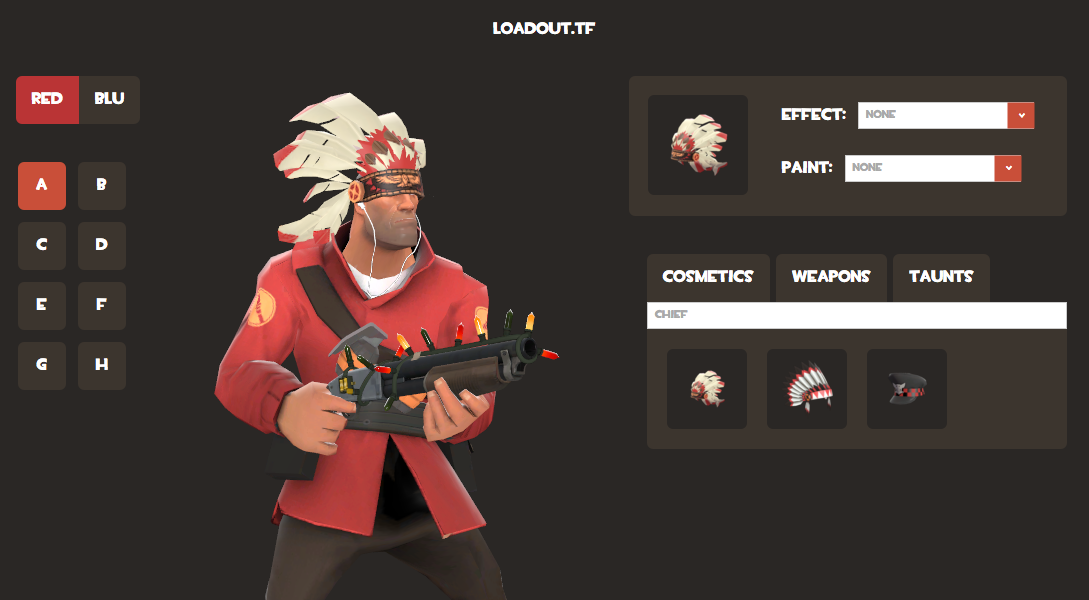 LOADOUT.TF
RED BLU
A B
C D
E F
G H
EFFECT: NONE
PAINT: NONE
COSMETICS WEAPONS TAUNTS
CHIEF